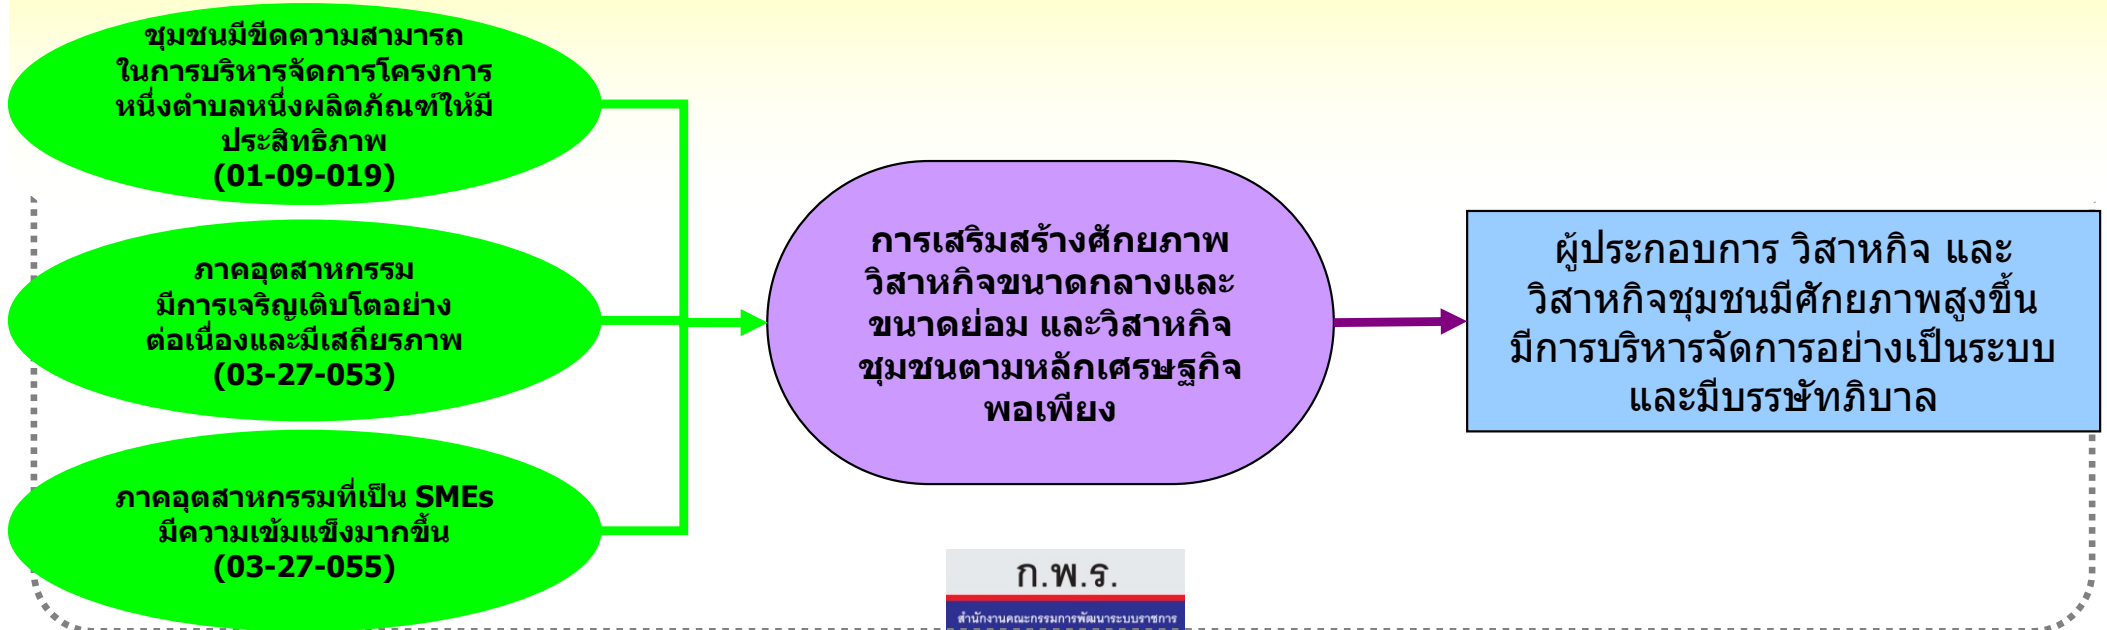 ชุมชนมีขีดความสามารถ
ในการบริหารจัดการโครงการ
หนึ่งตำบลหนึ่งผลิตภัณฑ์ให้มี
ประสิทธิภาพ
(01-09-019)
ภาคอุตสาหกรรม
มีการเจริญเติบโตอย่าง
ต่อเนื่องและมีเสถียรภาพ
(03-27-053)
ภาคอุตสาหกรรมที่เป็น SMEs
มีความเข้มแข็งมากขึ้น
(03-27-055)
การเสริมสร้างศักยภาพ
วิสาหกิจขนาดกลางและ
ขนาดย่อม และวิสาหกิจ
ชุมชนตามหลักเศรษฐกิจ
พอเพียง
ผู้ประกอบการ วิสาหกิจ และ
วิสาหกิจชุมชนมีศักยภาพสูงขึ้น
มีการบริหารจัดการอย่างเป็นระบบ
และมีบรรษัทภิบาล
ก.พ.ร.
สำนักงานคณะกรรมการพัฒนาระบบราชการ